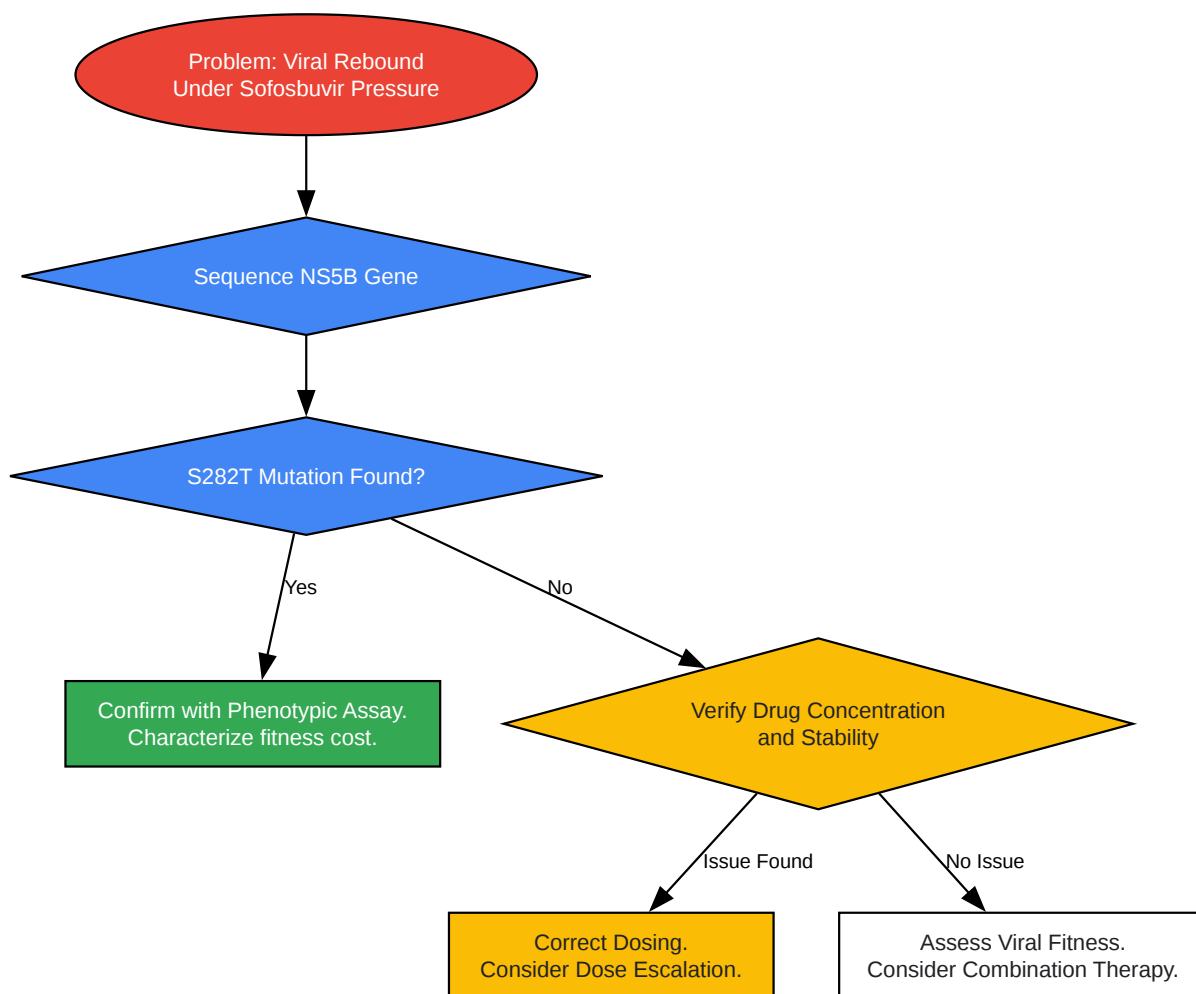 Problem: Viral Rebound
Under Sofosbuvir Pressure
Sequence NS5B Gene
S282T Mutation Found?
Yes
No
Confirm with Phenotypic Assay.
Characterize fitness cost.
Verify Drug Concentration
and Stability
Issue Found
No Issue
Correct Dosing.
Consider Dose Escalation.
Assess Viral Fitness.
Consider Combination Therapy.